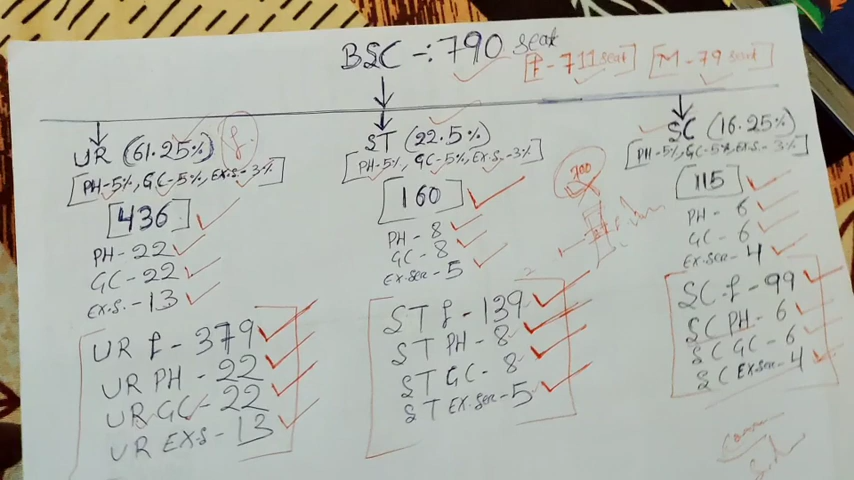 BSC -: 790 seat
[f - 711 seat] [M - 79 seat]
UR (61.25%) f.
[PH-5%, GC-5%, EX.S.-3%]
[436]
PH - 22
GC - 22
EX.S. - 13
UR f - 379
UR PH - 22
UR GC - 22
UR EX.S - 13
ST (22.5%)
[PH-5%, GC-5%, EX.S.-3%]
[160]
PH - 8
GC - 8
EX.Ser - 5
ST f - 139
ST PH - 8
ST GC - 8
ST EX.Ser - 5
SC (16.25%)
[PH-5%, GC-5%, EX.S.- 3%]
[115]
PH - 6
GC - 6
EX.Ser - 4
SC f - 99
SC PH - 6
SC GC - 6
SC EX.Ser - 4